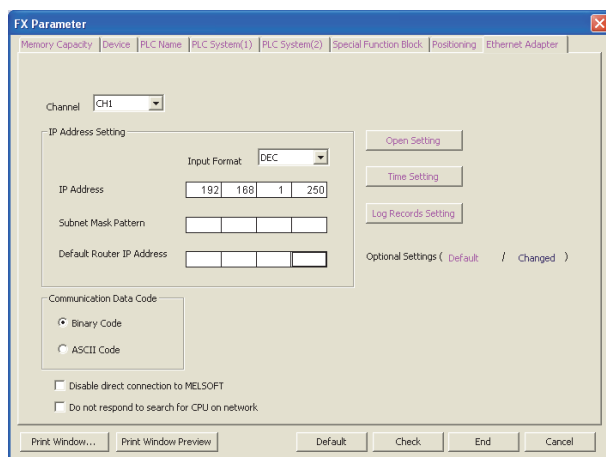 FX Parameter
Memory Capacity Device PLC Name PLC System(1) PLC System(2) Special Function Block Positioning Ethernet Adapter
Channel CH1
IP Address Setting
Input Format DEC
IP Address 192 168 1 250
Subnet Mask Pattern
Default Router IP Address
Open Setting
Time Setting
Log Records Setting
Optional Settings ( Default / Changed )
Communication Data Code
Binary Code
ASCII Code
Disable direct connection to MELSOFT
Do not respond to search for CPU on network
Print Window... Print Window Preview Default Check End Cancel